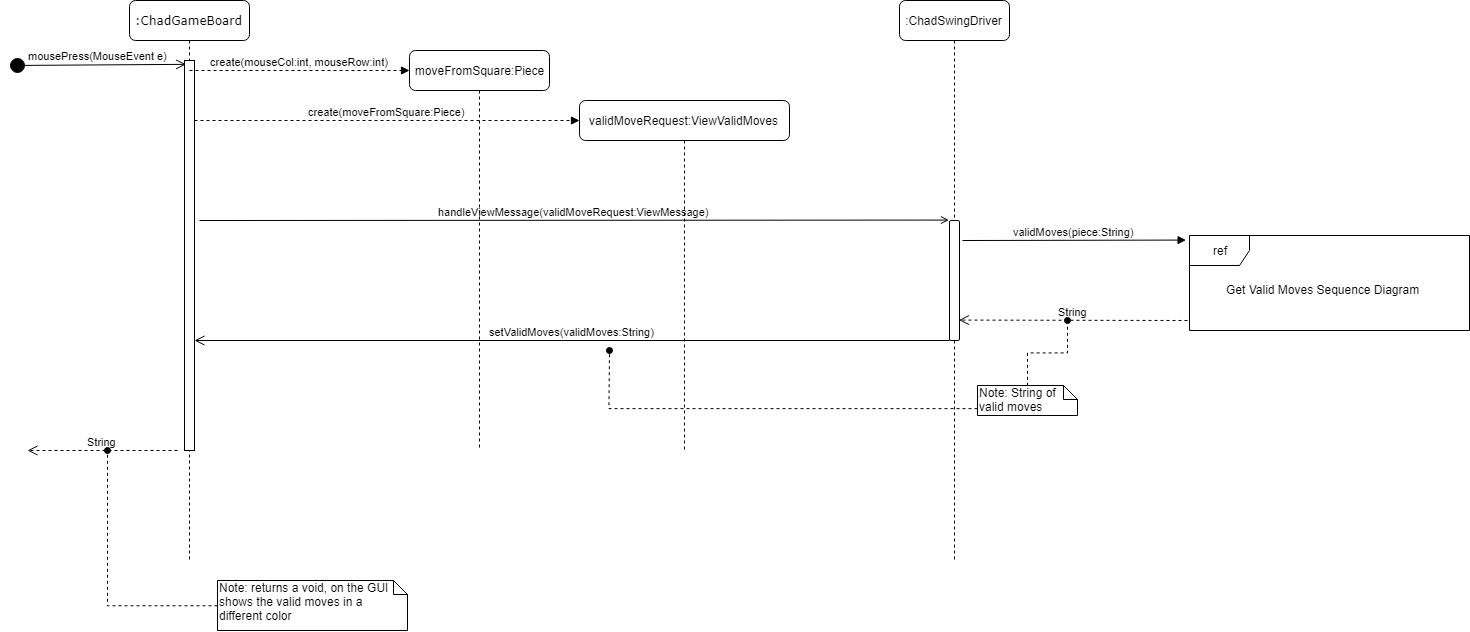 :ChadGameBoard
:ChadSwingDriver
mousePress(MouseEvent e)
create(mouseCol:int, mouseRow:int)
moveFromSquare:Piece
create(moveFromSquare:Piece)
validMoveRequest:ViewValidMoves
handleViewMessage(validMoveRequest:ViewMessage)
validMoves(piece:String)
ref
Get Valid Moves Sequence Diagram
String
setValidMoves(validMoves:String)
Note: String of
valid moves
String
Note: returns a void, on the GUI
shows the valid moves in a
different color